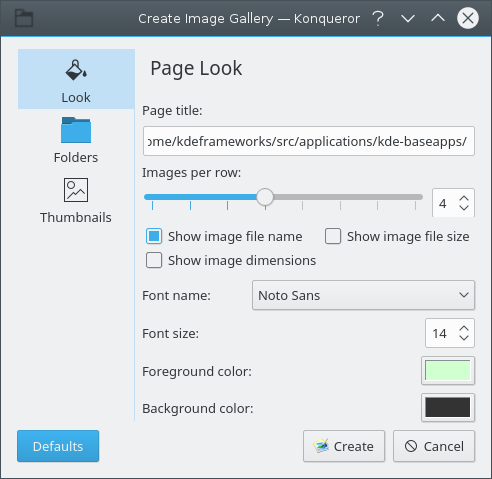 Create Image Gallery — Konqueror
Look
Folders
Thumbnails
Page Look
Page title:
ome/kdeframeworks/src/applications/kde-baseapps/
Images per row:
4
Show image file name
Show image file size
Show image dimensions
Font name:
Noto Sans
Font size:
14
Foreground color:
Background color:
Defaults
Create
Cancel